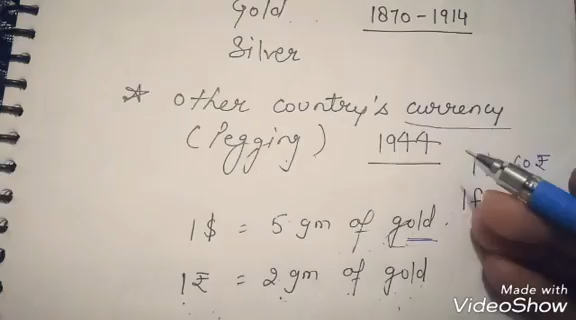 Gold. 1870-1914
Silver
☆ Other country's currency
(Pegging) 1944
1$ = 5 gm of gold.
1₹ = 2 gm of gold
Made with
VideoShow